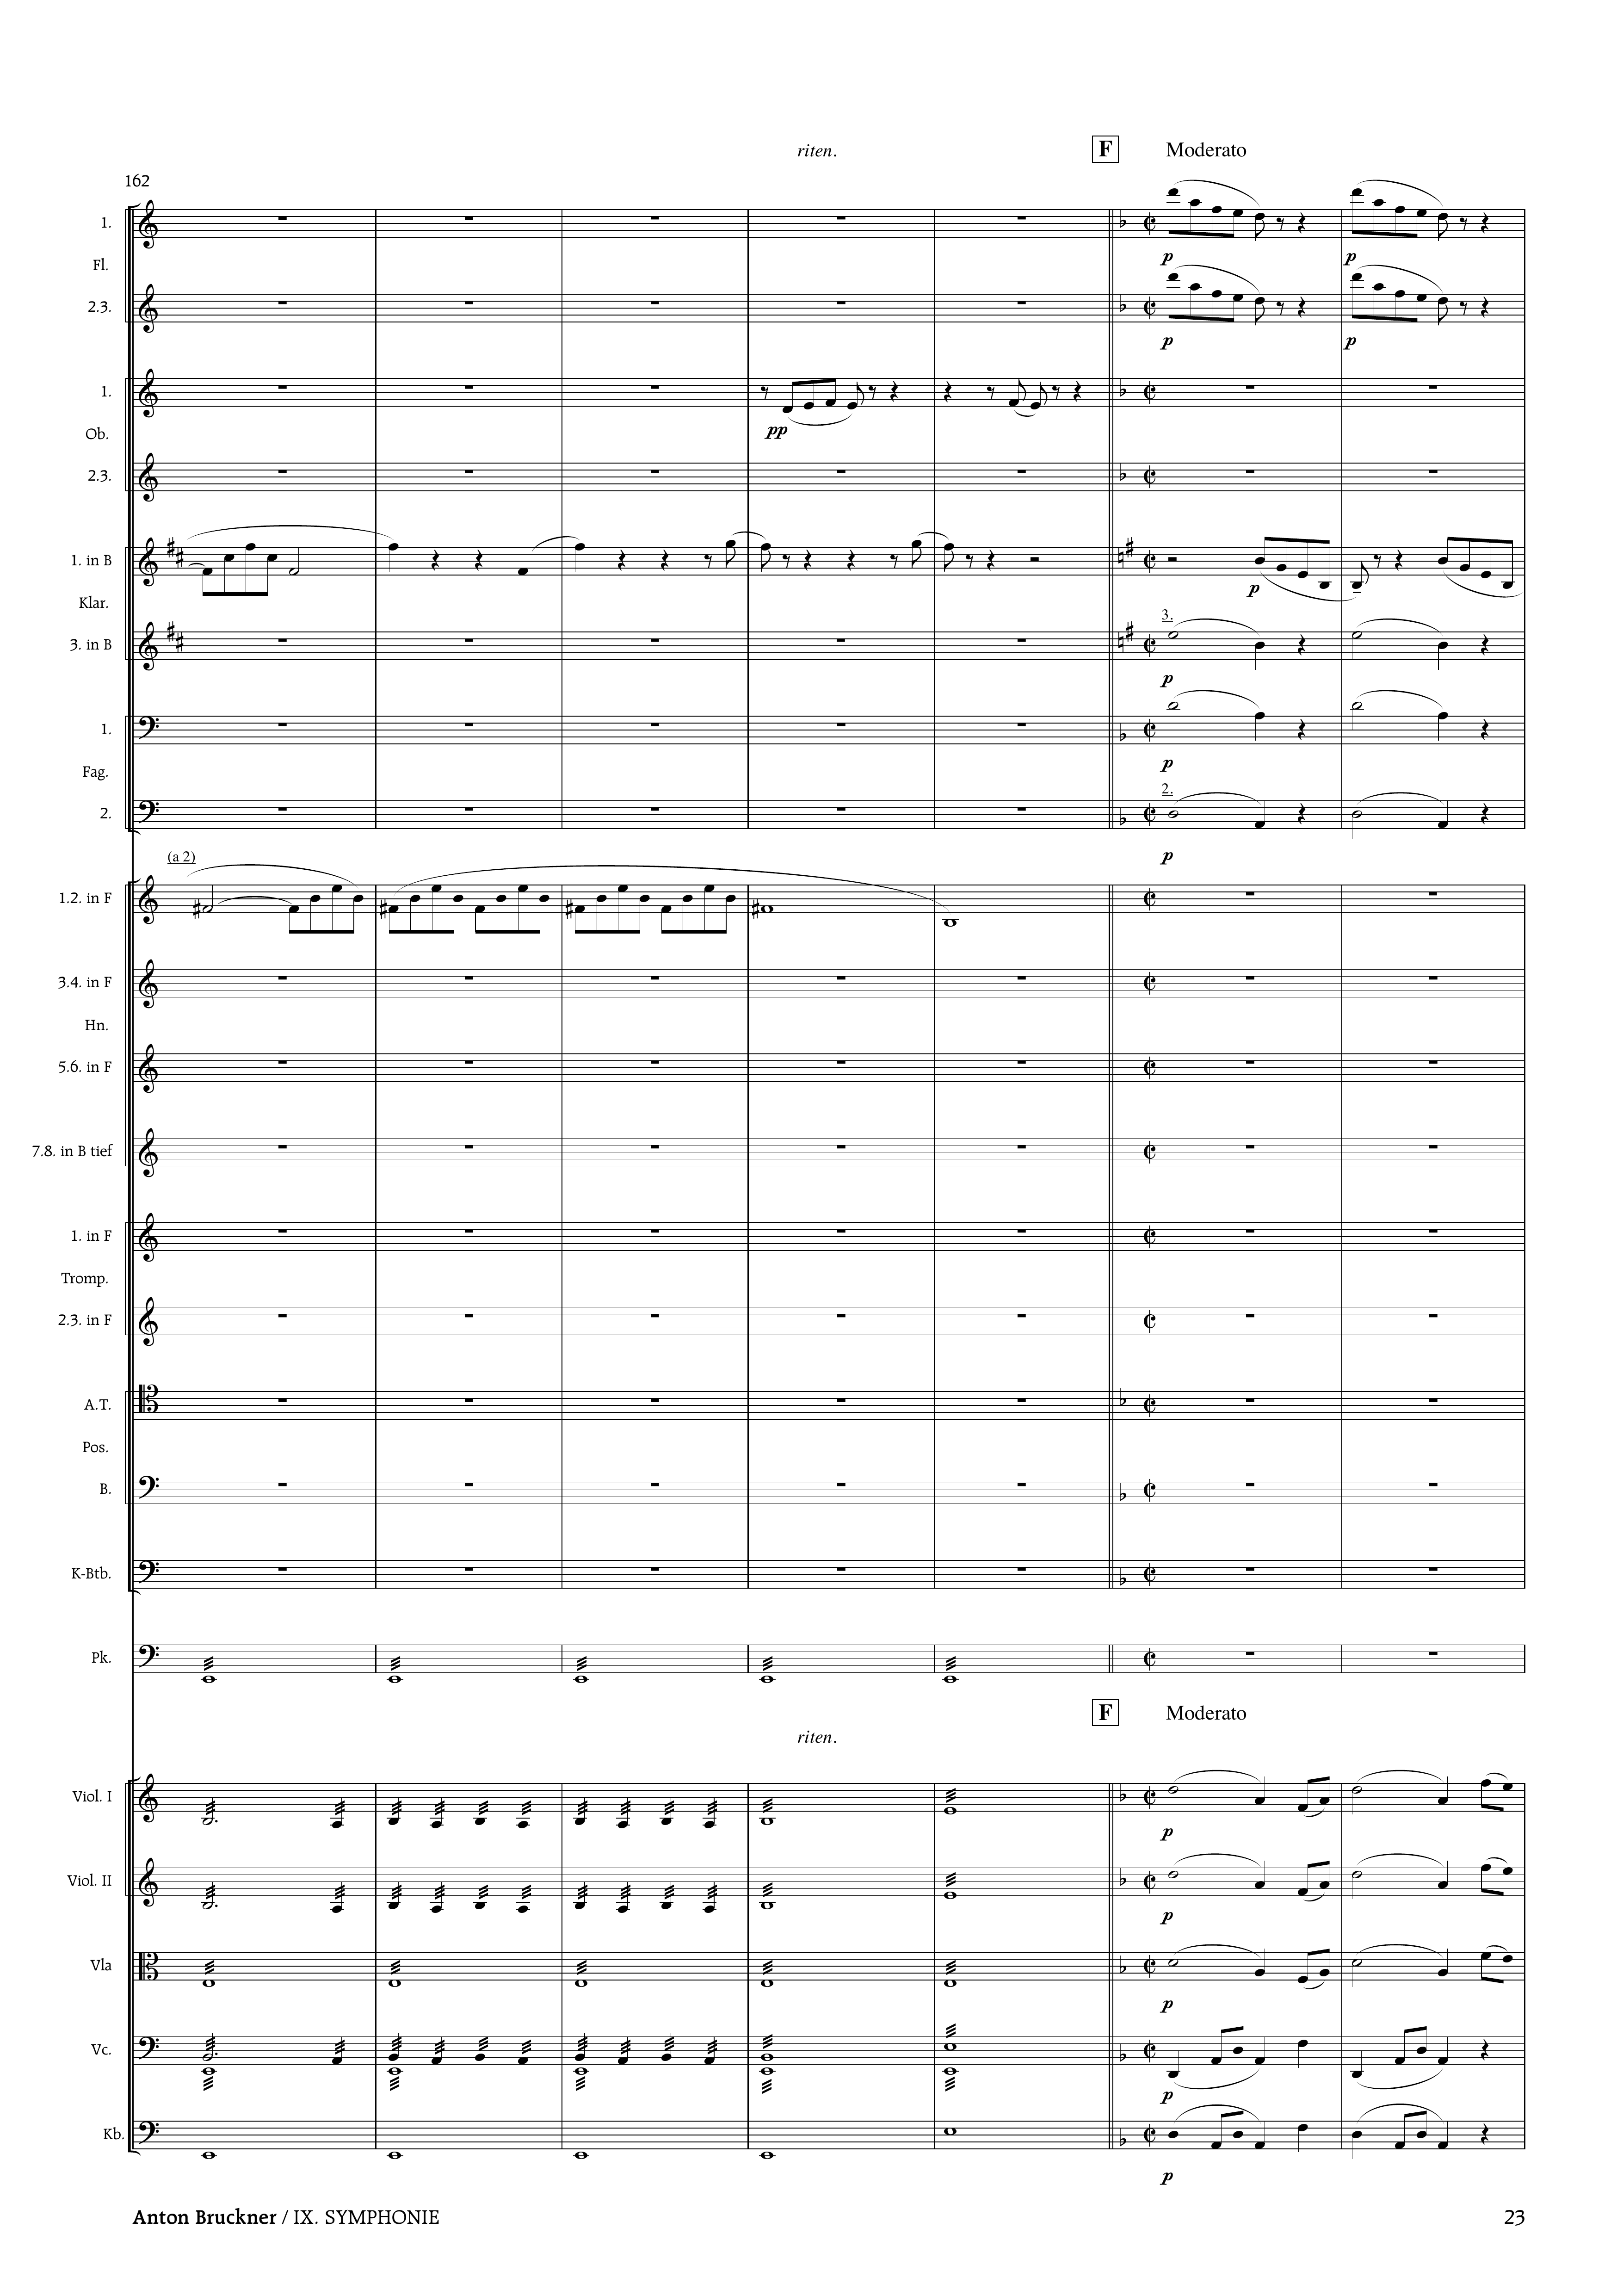 riten. F Moderato
162
1.
Fl.
2.3.
p p
p p
1.
Ob.
pp
2.3.
1. in B
p
Klar.
3.
3. in B
p
1.
p
Fag.
2.
2.
p
(a 2)
1.2. in F
3.4. in F
Hn.
5.6. in F
7.8. in B tief
1. in F
Tromp.
2.3. in F
A.T.
Pos.
B.
K-Btb.
Pk.
F Moderato
riten.
Viol. I
p
Viol. II
p
Vla
p
Vc.
p
Kb.
p
Anton Bruckner / IX. SYMPHONIE 23